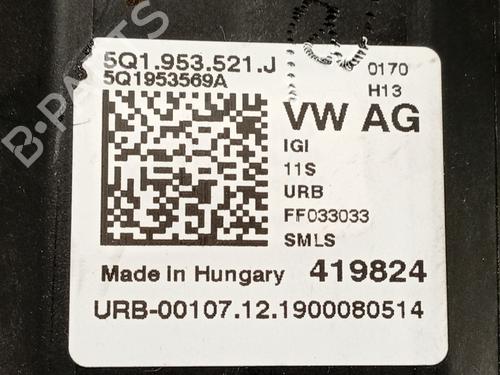 5Q1.953.521.J
5Q1953569A
0170
H13
VW AG
IGI
11S
URB
FF033033
SMLS
Made in Hungary 419824
URB-00107.12.1900080514
B-PARTS